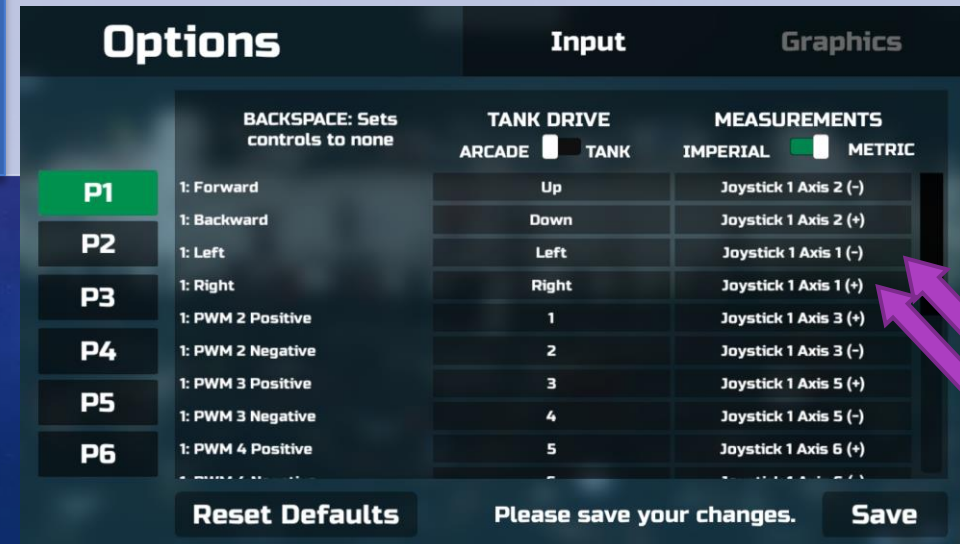 Options
Input
Graphics
BACKSPACE: Sets
controls to none
TANK DRIVE
ARCADE TANK
MEASUREMENTS
IMPERIAL METRIC
P1
P2
P3
P4
P5
P6
1: Forward Up Joystick 1 Axis 2 (-)
1: Backward Down Joystick 1 Axis 2 (+)
1: Left Left Joystick 1 Axis 1 (-)
1: Right Right Joystick 1 Axis 1 (+)
1: PWM 2 Positive 1 Joystick 1 Axis 3 (+)
1: PWM 2 Negative 2 Joystick 1 Axis 3 (-)
1: PWM 3 Positive 3 Joystick 1 Axis 5 (+)
1: PWM 3 Negative 4 Joystick 1 Axis 5 (-)
1: PWM 4 Positive 5 Joystick 1 Axis 6 (+)
Reset Defaults
Please save your changes.
Save